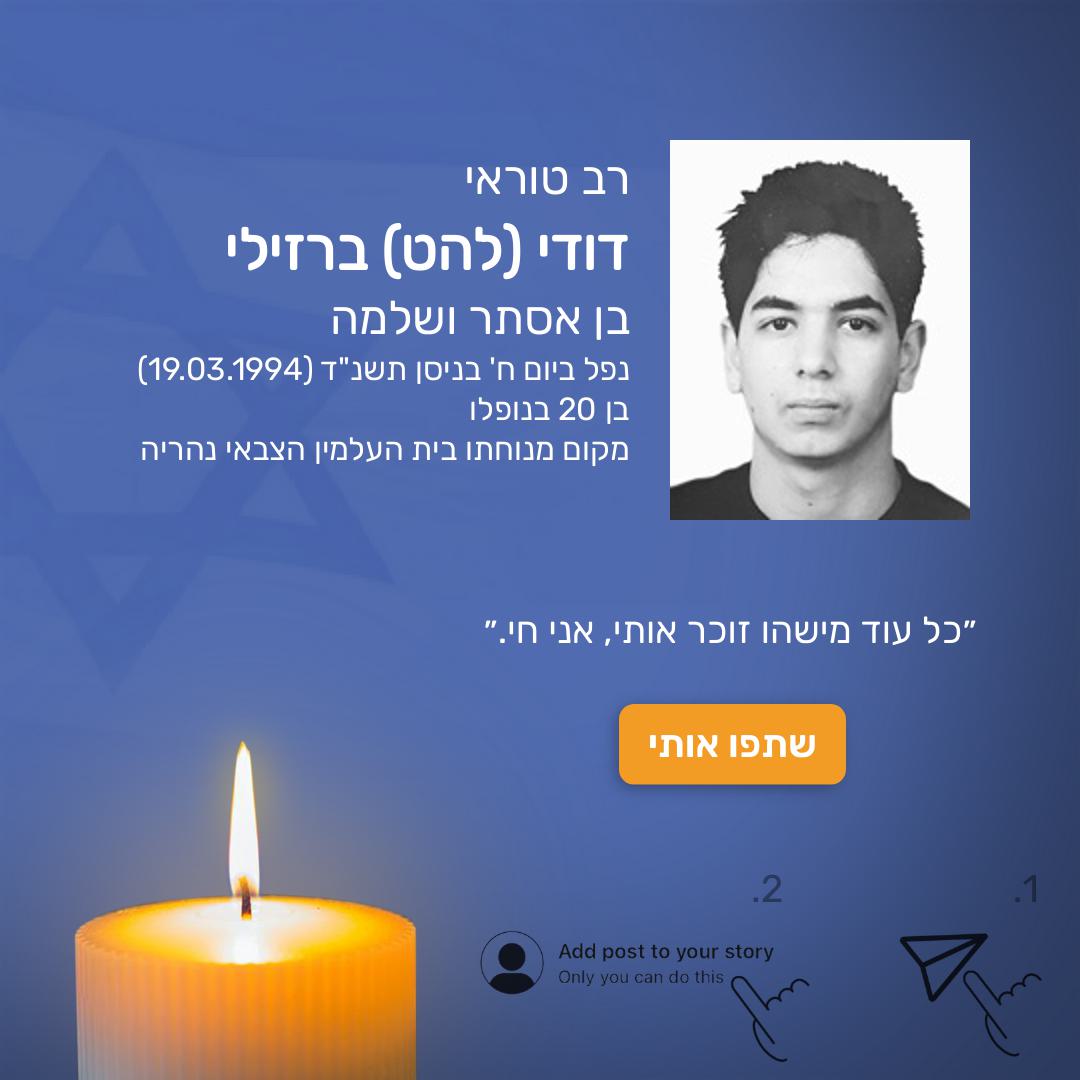 רב טוראי
דודי (להט) ברזילי
בן אסתר ושלמה
נפל ביום ח' בניסן תשנ"ד (19.03.1994)
בן 20 בנופלו
מקום מנוחתו בית העלמין הצבאי נהריה
״כל עוד מישהו זוכר אותי, אני חי.״
שתפו אותי
1.
2.
Add post to your story
Only you can do this